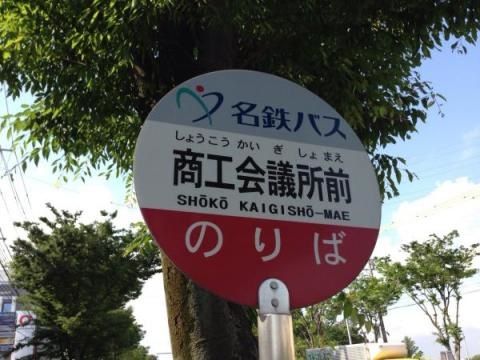 名鉄バス
しょうこう かい ぎ しょ まえ
商工会議所前
SHŌKŌ KAIGISHO-MAE
のりば